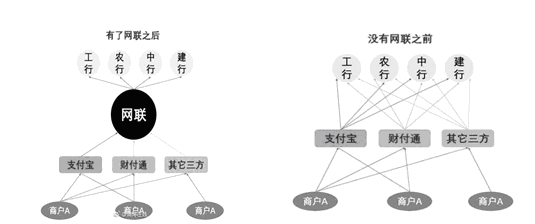 有了网联之后
工行
农行
中行
建行
网联
支付宝
财付通
其它三方
商户A
商户A
商户A
没有网联之前
工行
农行
中行
建行
支付宝
财付通
其它三方
商户A
商户A
商户A